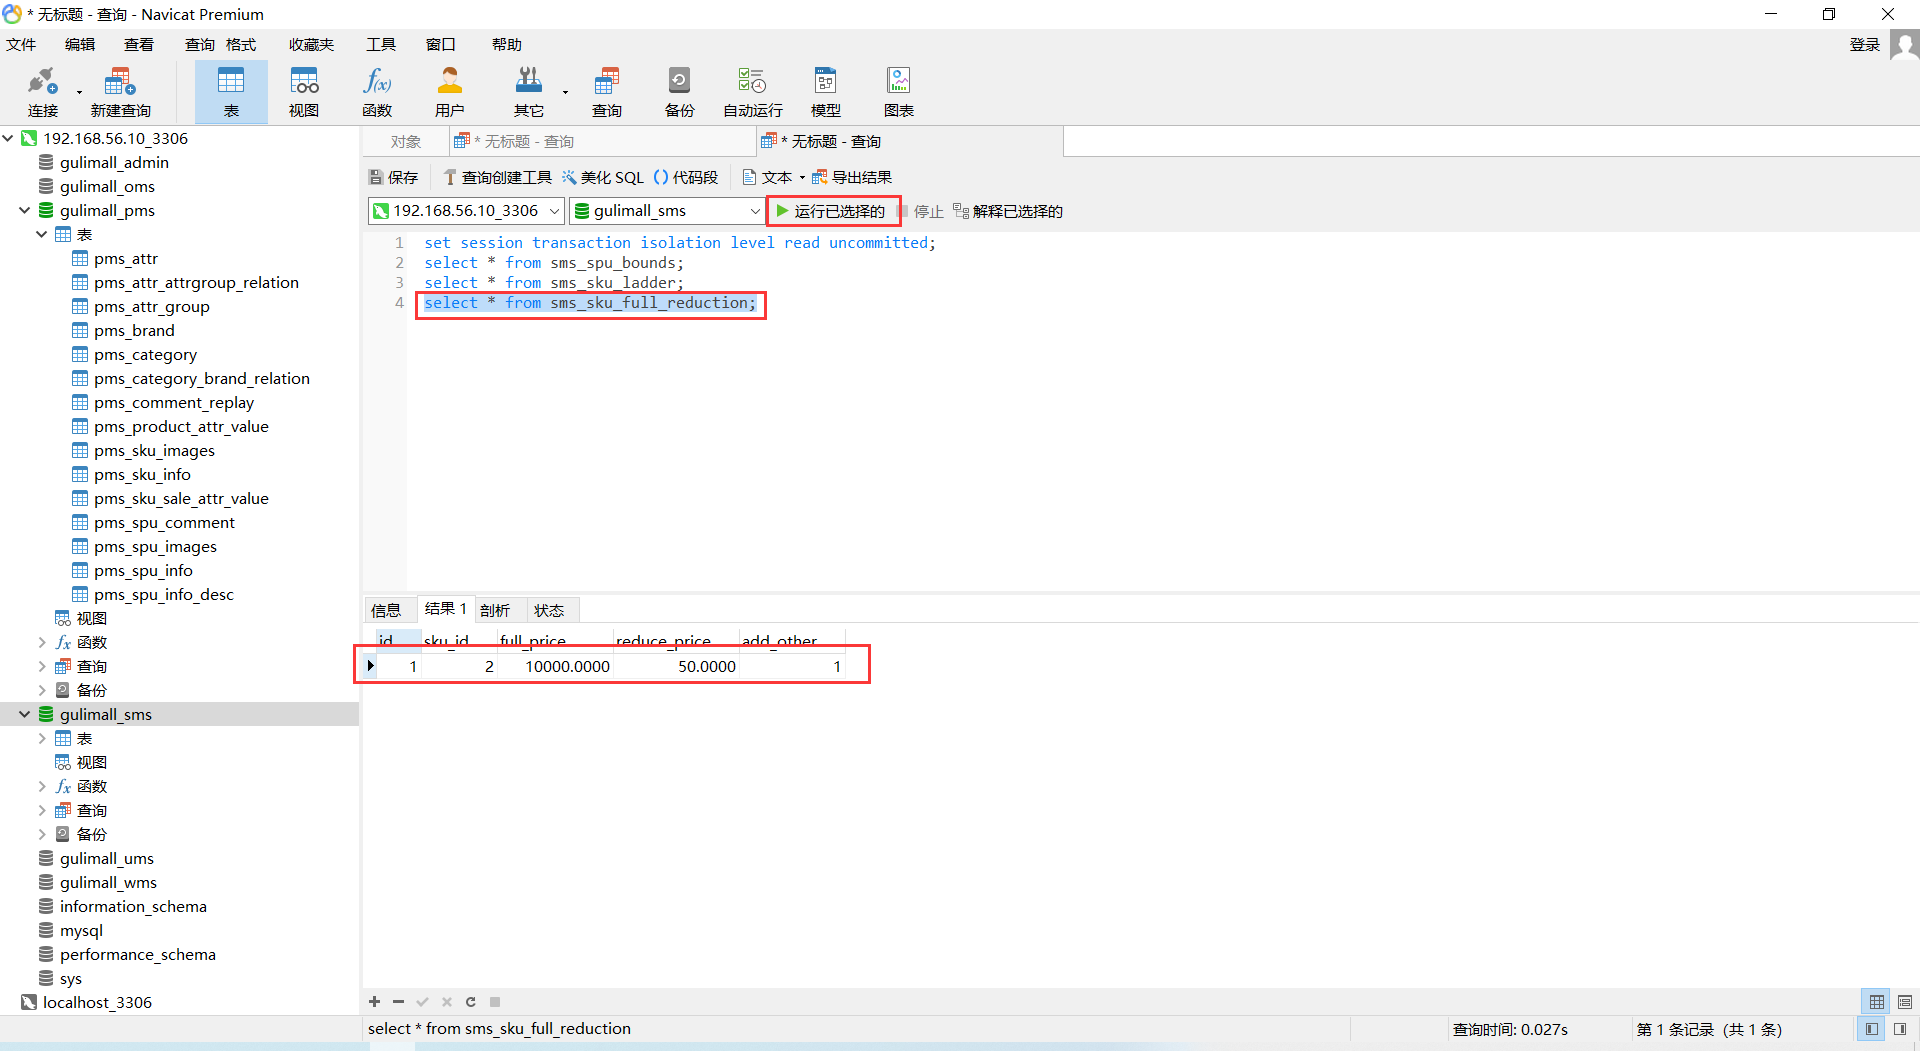 * 无标题 - 查询 - Navicat Premium
文件 编辑 查看 查询 格式 收藏夹 工具 窗口 帮助 登录
连接 新建查询 表 视图 函数 用户 其它 查询 备份 自动运行 模型 图表
192.168.56.10_3306
gulimall_admin
gulimall_oms
gulimall_pms
表
pms_attr
pms_attr_attrgroup_relation
pms_attr_group
pms_brand
pms_category
pms_category_brand_relation
pms_comment_replay
pms_product_attr_value
pms_sku_images
pms_sku_info
pms_sku_sale_attr_value
pms_spu_comment
pms_spu_images
pms_spu_info
pms_spu_info_desc
视图
函数
查询
备份
gulimall_sms
表
视图
函数
查询
备份
gulimall_ums
gulimall_wms
information_schema
mysql
performance_schema
sys
localhost_3306
对象 * 无标题 - 查询 * 无标题 - 查询
保存 查询创建工具 美化 SQL () 代码段 文本 导出结果
192.168.56.10_3306 gulimall_sms 运行已选择的 停止 解释已选择的
1 set session transaction isolation level read uncommitted;
2 select * from sms_spu_bounds;
3 select * from sms_sku_ladder;
4 select * from sms_sku_full_reduction;
信息 结果 1 剖析 状态
id sku_id full_price reduce_price add_other
1 2 10000.0000 50.0000 1
select * from sms_sku_full_reduction 查询时间: 0.027s 第 1 条记录 (共 1 条)